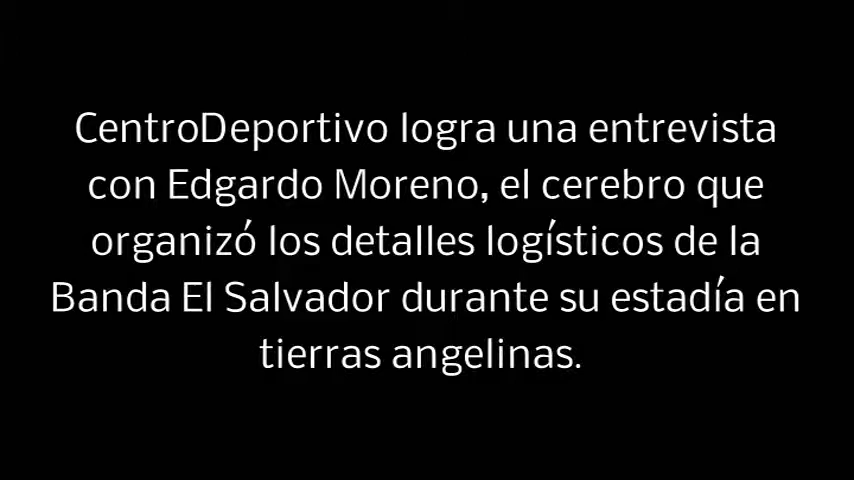 CentroDeportivo logra una entrevista
con Edgardo Moreno, el cerebro que
organizó los detalles logísticos de la
Banda El Salvador durante su estadía en
tierras angelinas.